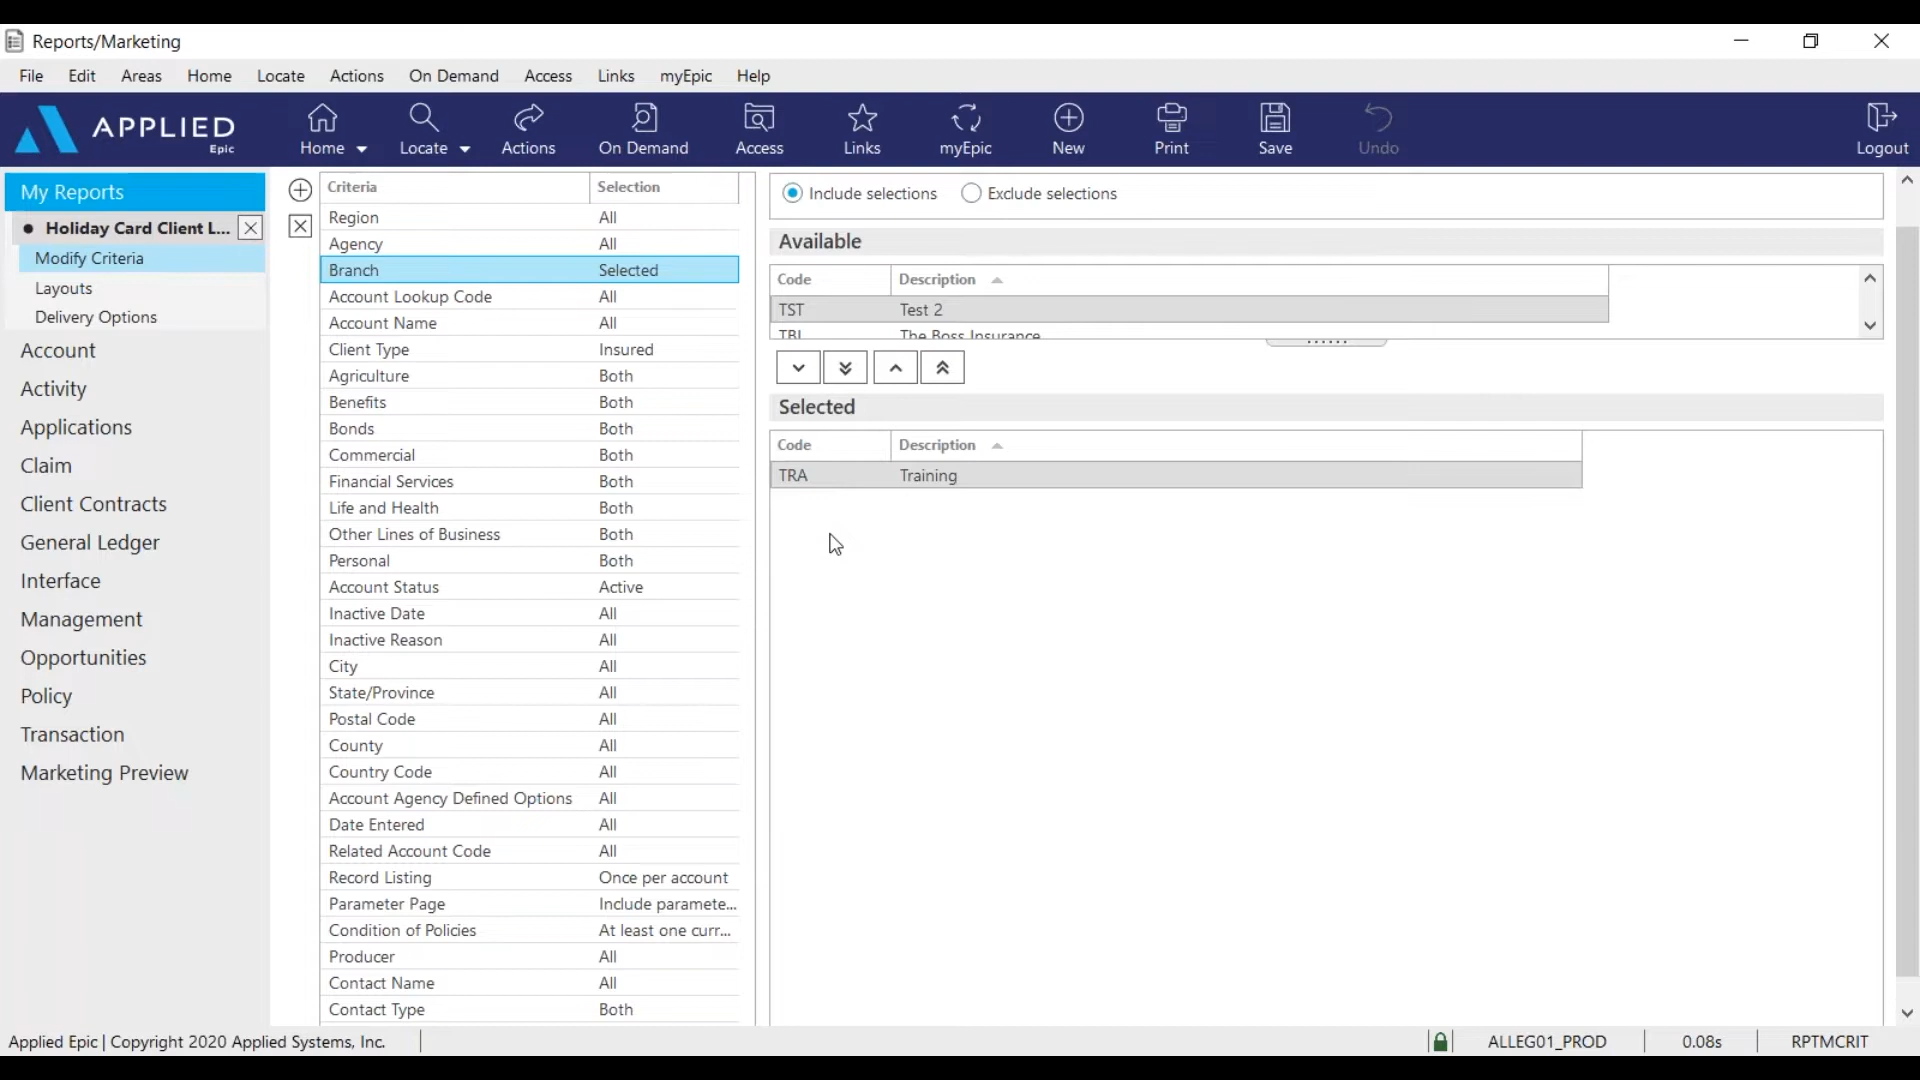 Reports/Marketing
File Edit Areas Home Locate Actions On Demand Access Links myEpic Help
APPLIED
Epic
Home Locate Actions On Demand Access Links myEpic New Print Save Undo Logout
My Reports
Holiday Card Client L...
Modify Criteria
Layouts
Delivery Options
Account
Activity
Applications
Claim
Client Contracts
General Ledger
Interface
Management
Opportunities
Policy
Transaction
Marketing Preview
Criteria Selection
Region All
Agency All
Branch Selected
Account Lookup Code All
Account Name All
Client Type Insured
Agriculture Both
Benefits Both
Bonds Both
Commercial Both
Financial Services Both
Life and Health Both
Other Lines of Business Both
Personal Both
Account Status Active
Inactive Date All
Inactive Reason All
City All
State/Province All
Postal Code All
County All
Country Code All
Account Agency Defined Options All
Date Entered All
Related Account Code All
Record Listing Once per account
Parameter Page Include paramete...
Condition of Policies At least one curr...
Producer All
Contact Name All
Contact Type Both
Include selections Exclude selections
Available
Code Description
TST Test 2
TBI The Boss Insurance
Selected
Code Description
TRA Training
Applied Epic | Copyright 2020 Applied Systems, Inc.
ALLEG01_PROD 0.08s RPTMCRIT